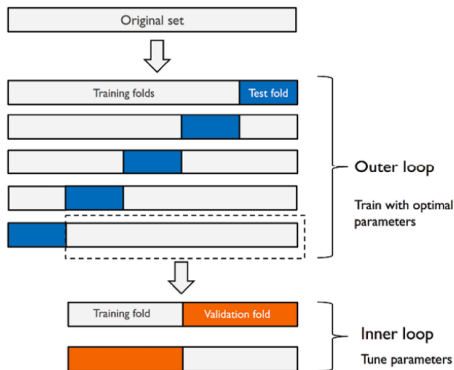 Original set
Training folds
Test fold
Outer loop
Train with optimal
parameters
Training fold
Validation fold
Inner loop
Tune parameters